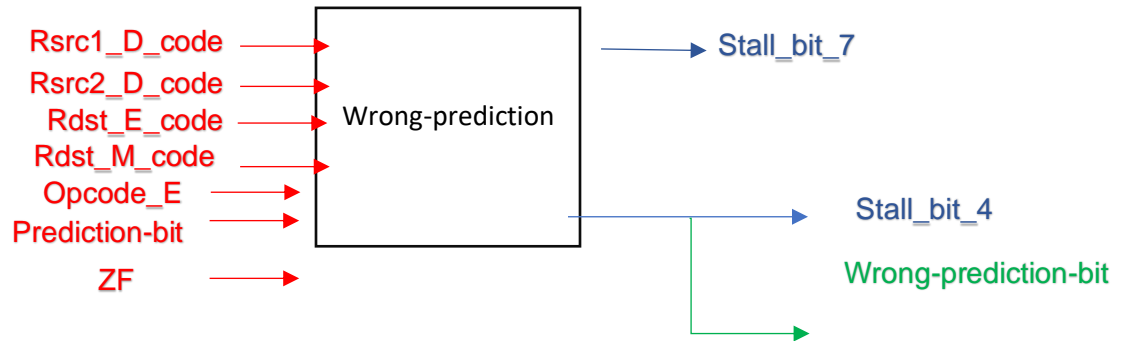 Rsrc1_D_code
Stall_bit_7
Rsrc2_D_code
Rdst_E_code
Wrong-prediction
Rdst_M_code
Opcode_E
Stall_bit_4
Prediction-bit
Wrong-prediction-bit
ZF